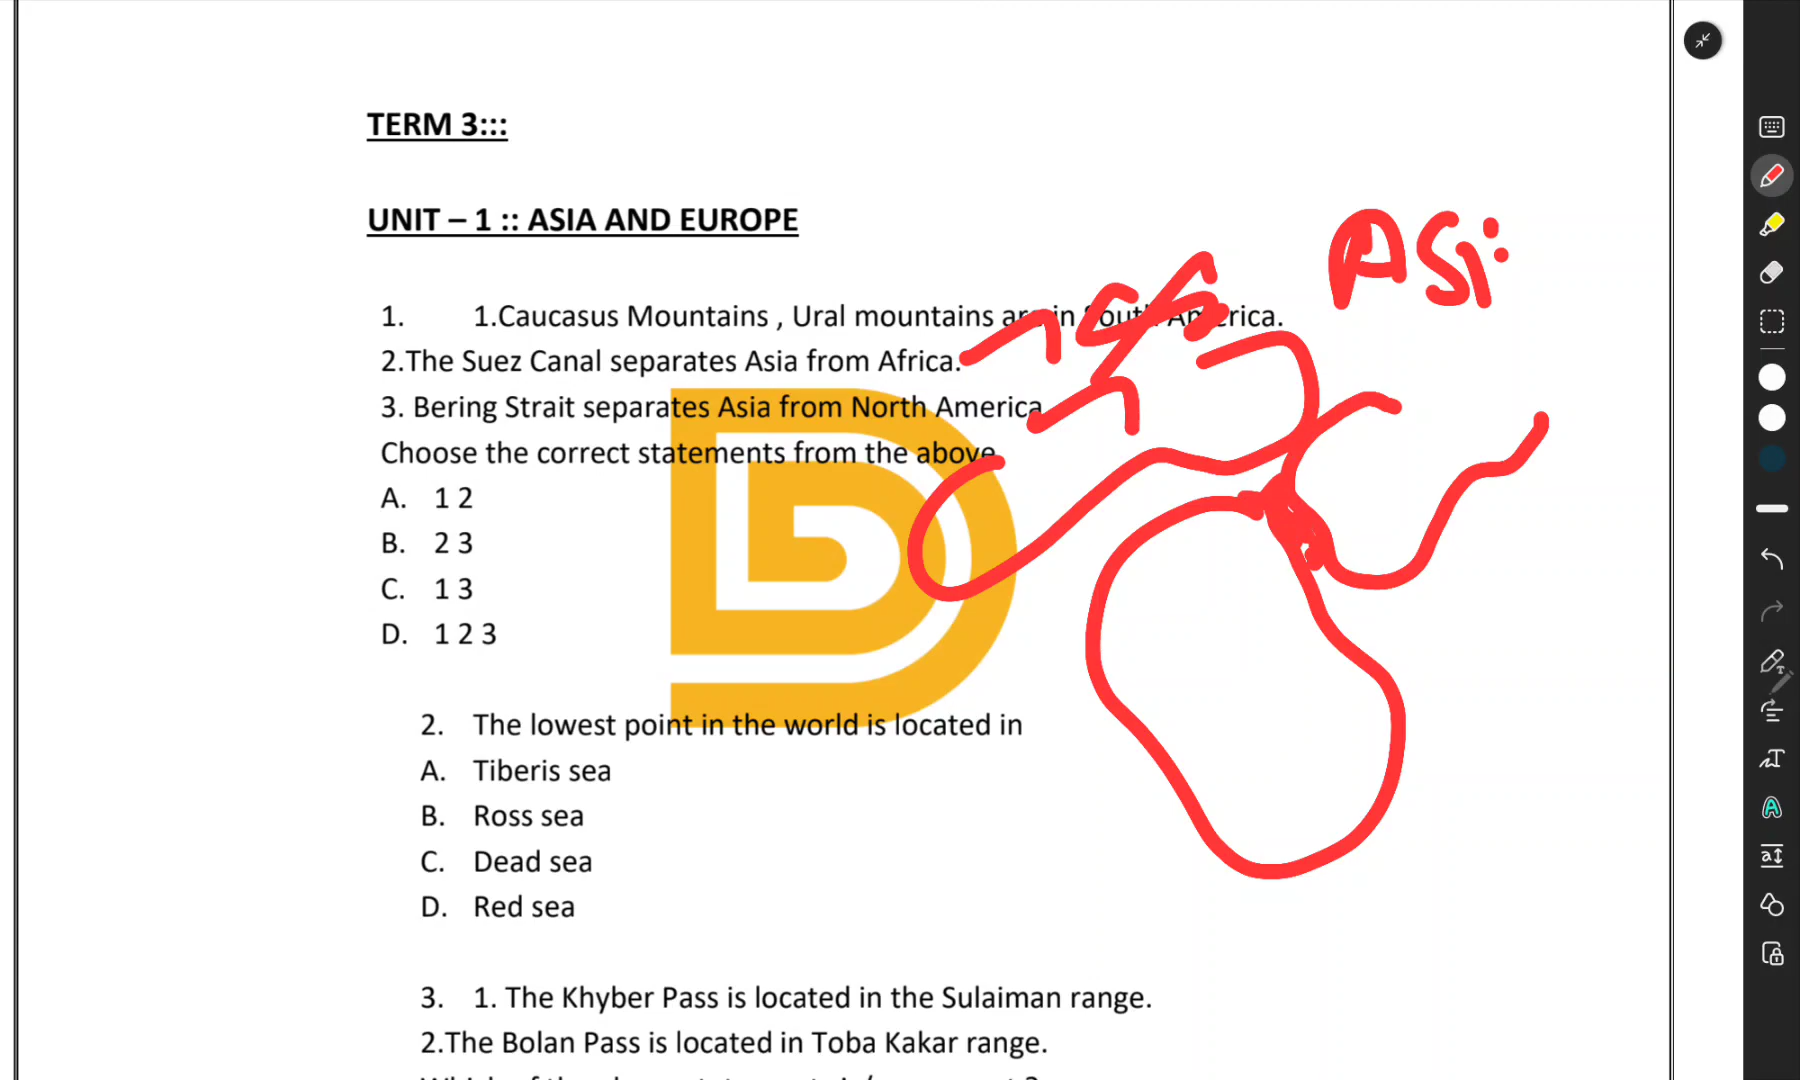 TERM 3:::
UNIT – 1 :: ASIA AND EUROPE
1. 1.Caucasus Mountains , Ural mountains are in South America.
2.The Suez Canal separates Asia from Africa.
3. Bering Strait separates Asia from North America
Choose the correct statements from the above
A. 1 2
B. 2 3
C. 1 3
D. 1 2 3
2. The lowest point in the world is located in
A. Tiberis sea
B. Ross sea
C. Dead sea
D. Red sea
3. 1. The Khyber Pass is located in the Sulaiman range.
2.The Bolan Pass is located in Toba Kakar range.
ASi